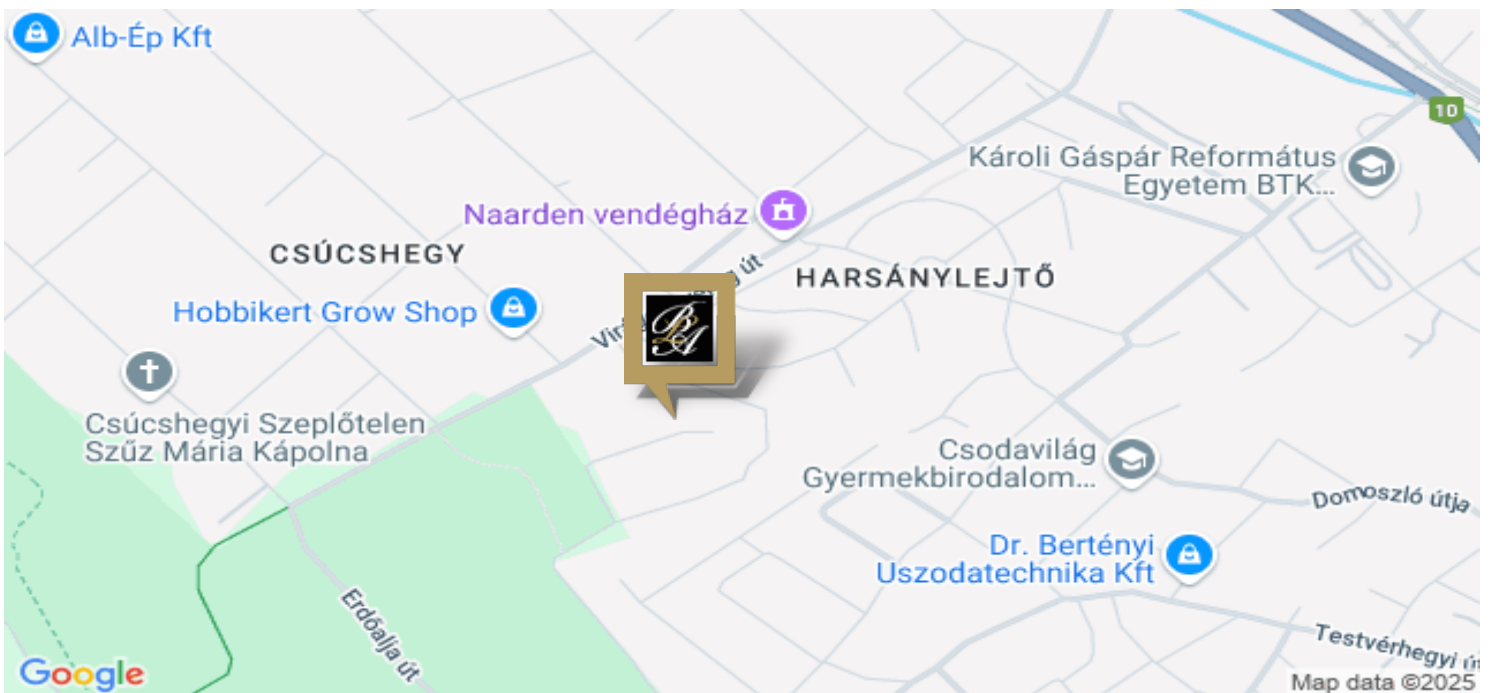 Alb-Ép Kft
10
Károli Gáspár Református
Egyetem BTK...
Naarden vendégház
CSÚCSHEGY
HARSÁNYLEJTŐ
Hobbikert Grow Shop
út
BA
Csúcshegyi Szeplőtelen
Szűz Mária Kápolna
Csodavilág
Gyermekbirodalom...
Domoszló útja
Dr. Bertényi
Uszodatechnika Kft
Erdőalja út
Testvérhegyi
Google
Map data ©2025